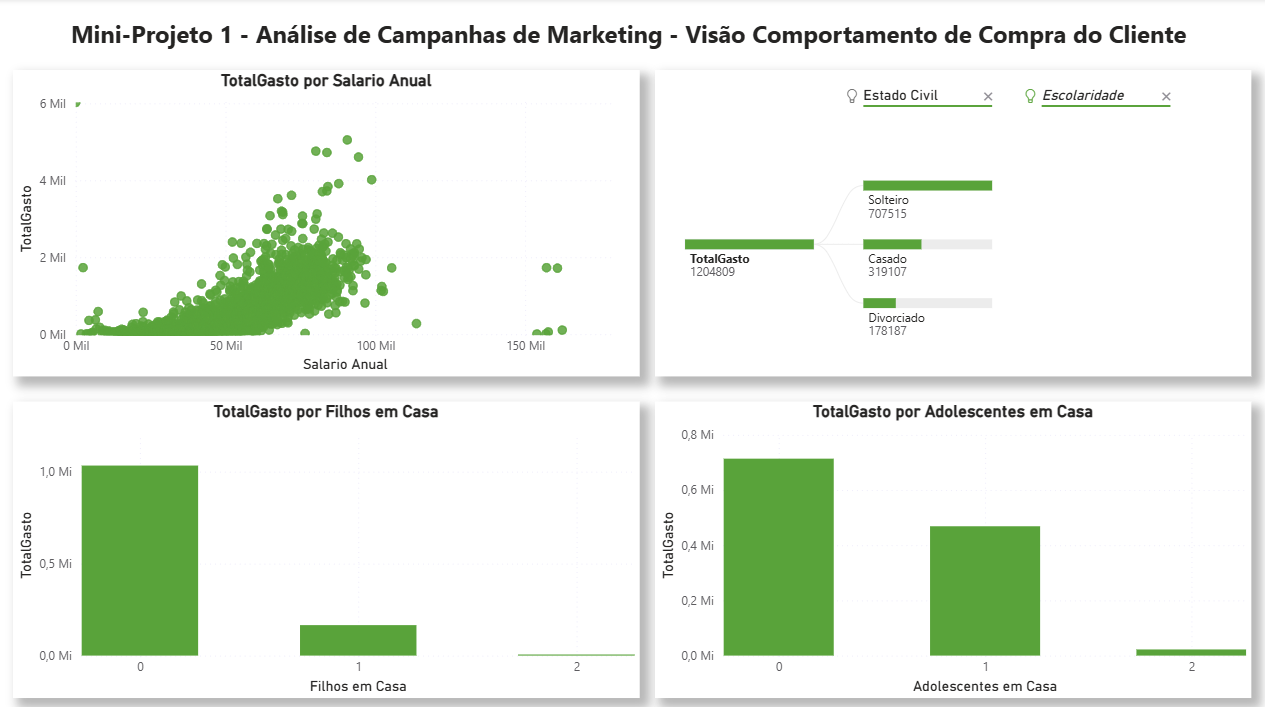 Mini-Projeto 1 - Análise de Campanhas de Marketing - Visão Comportamento de Compra do Cliente
TotalGasto por Salario Anual
6 Mil
4 Mil
2 Mil
0 Mil
TotalGasto
0 Mil
50 Mil
100 Mil
150 Mil
Salario Anual
Estado Civil
Escolaridade
TotalGasto
1204809
Solteiro
707515
Casado
319107
Divorciado
178187
TotalGasto por Filhos em Casa
1,0 Mi
0,5 Mi
0,0 Mi
TotalGasto
0
1
2
Filhos em Casa
TotalGasto por Adolescentes em Casa
0,8 Mi
0,6 Mi
0,4 Mi
0,2 Mi
0,0 Mi
TotalGasto
0
1
2
Adolescentes em Casa